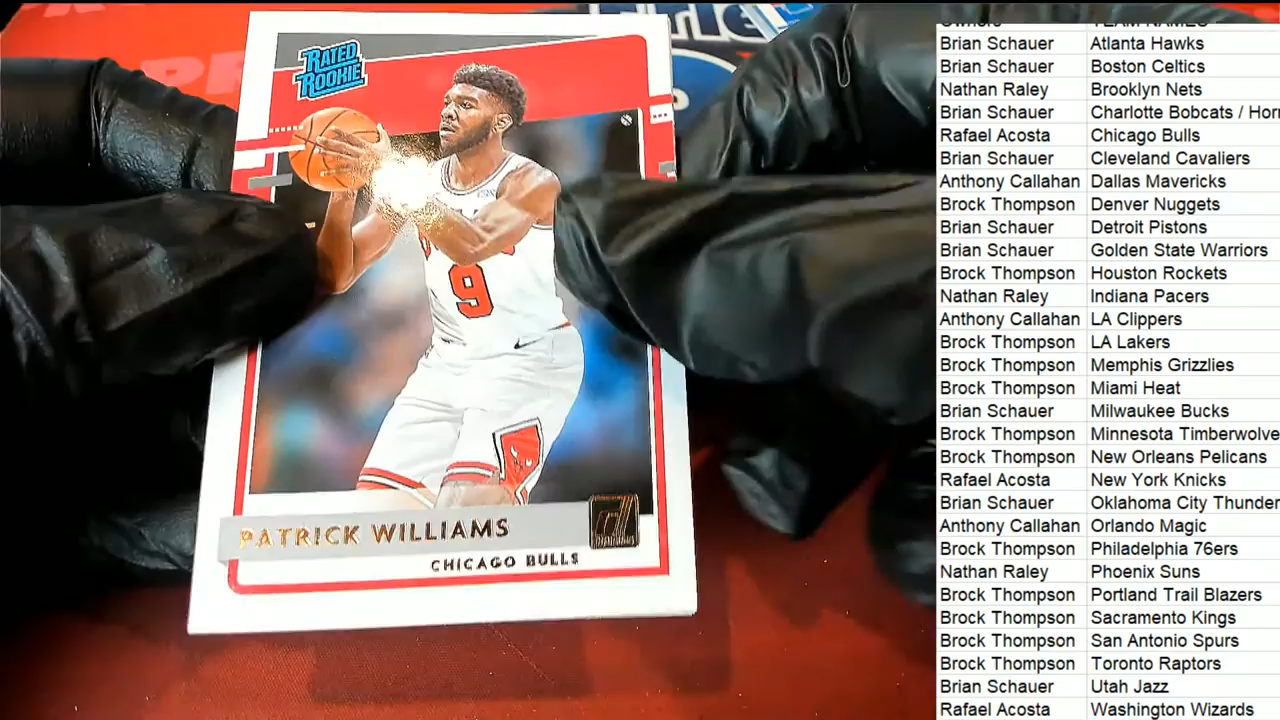 RATED
ROOKIE
9
PATRICK WILLIAMS
CHICAGO BULLS
Owners TEAM NAMES
Brian Schauer Atlanta Hawks
Brian Schauer Boston Celtics
Nathan Raley Brooklyn Nets
Brian Schauer Charlotte Bobcats / Horn
Rafael Acosta Chicago Bulls
Brian Schauer Cleveland Cavaliers
Anthony Callahan Dallas Mavericks
Brock Thompson Denver Nuggets
Brian Schauer Detroit Pistons
Brian Schauer Golden State Warriors
Brock Thompson Houston Rockets
Nathan Raley Indiana Pacers
Anthony Callahan LA Clippers
Brock Thompson LA Lakers
Brock Thompson Memphis Grizzlies
Brock Thompson Miami Heat
Brian Schauer Milwaukee Bucks
Brock Thompson Minnesota Timberwolve
Brock Thompson New Orleans Pelicans
Rafael Acosta New York Knicks
Brian Schauer Oklahoma City Thunder
Anthony Callahan Orlando Magic
Brock Thompson Philadelphia 76ers
Nathan Raley Phoenix Suns
Brock Thompson Portland Trail Blazers
Brock Thompson Sacramento Kings
Brock Thompson San Antonio Spurs
Brock Thompson Toronto Raptors
Brian Schauer Utah Jazz
Rafael Acosta Washington Wizards